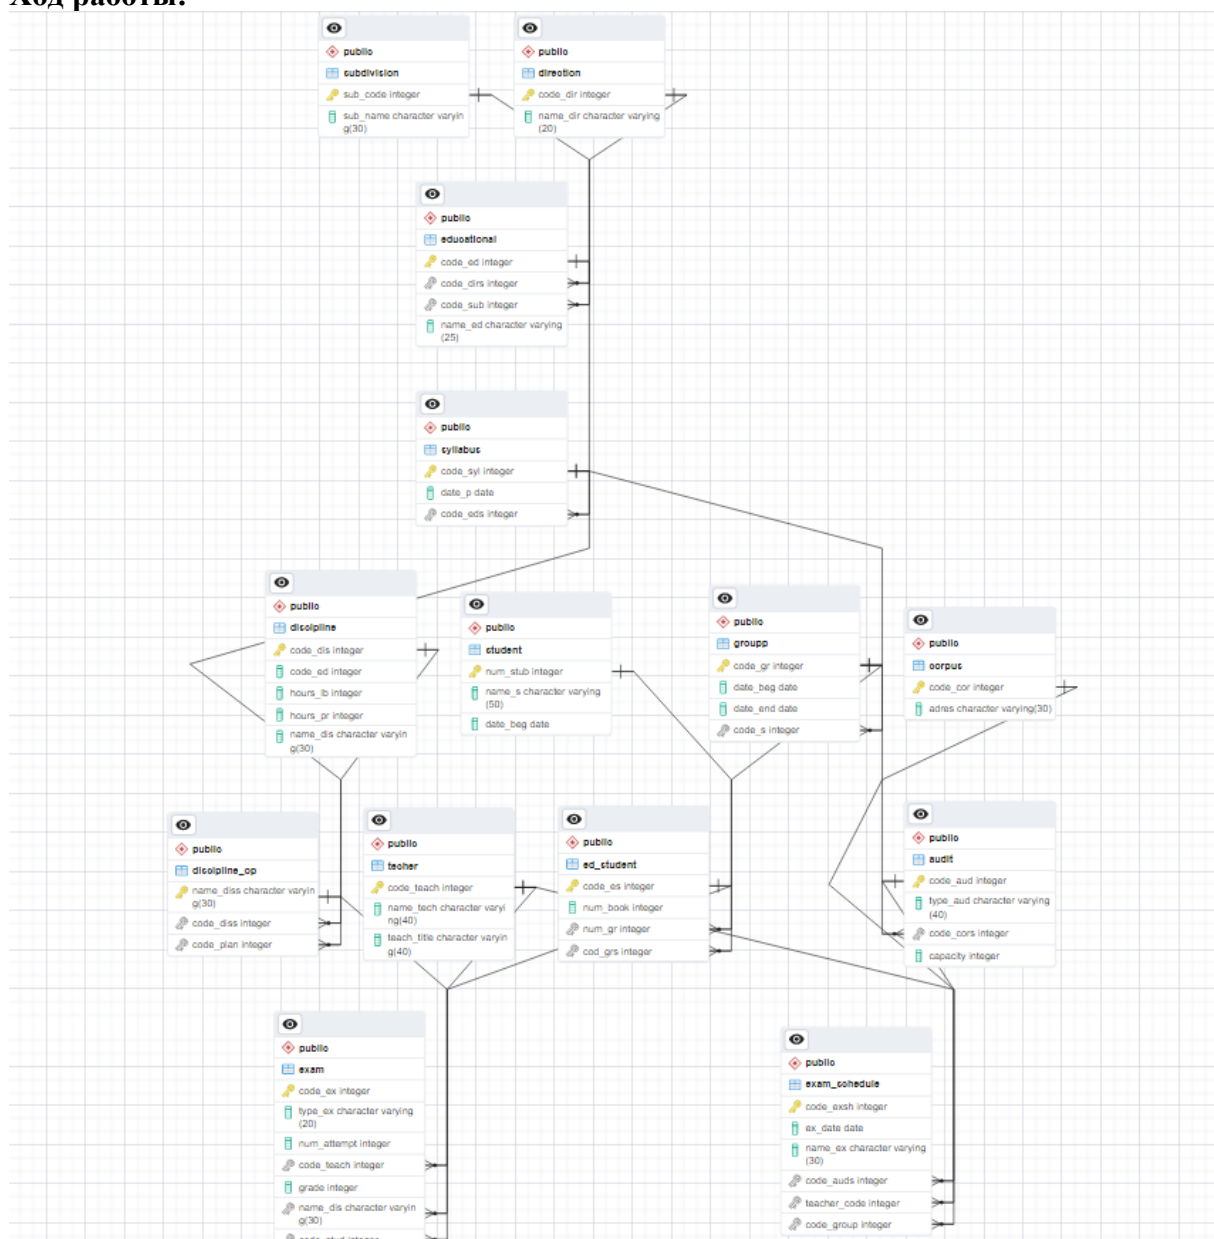 Ход работы:
public
subdivision
sub_code integer
sub_name character varyin
g(30)
public
direction
code_dir integer
name_dir character varying
(20)
public
educational
code_ed integer
code_dirs integer
code_sub integer
name_ed character varying
(25)
public
syllabus
code_syl integer
date_p date
code_eds integer
public
discipline
code_dis integer
code_ed integer
hours_lb integer
hours_pr integer
name_dis character varyin
g(30)
public
student
num_stub integer
name_s character varying
(50)
date_beg date
public
groupp
code_gr integer
date_beg date
date_end date
code_s integer
public
corpus
code_cor integer
adres character varying(30)
public
discipline_op
name_diss character varyin
g(30)
code_diss integer
code_plan integer
public
techer
code_teach integer
name_tech character varyi
ng(40)
teach_title character varyin
g(40)
public
ed_student
code_es integer
num_book integer
num_gr integer
cod_grs integer
public
audit
code_aud integer
type_aud character varying
(40)
code_cors integer
capacity integer
public
exam
code_ex integer
type_ex character varying
(20)
num_attempt integer
code_teach integer
grade integer
name_dis character varyin
g(30)
code_stud integer
public
exam_schedule
code_exsh integer
ex_date date
name_ex character varying
(30)
code_auds integer
teacher_code integer
code_group integer